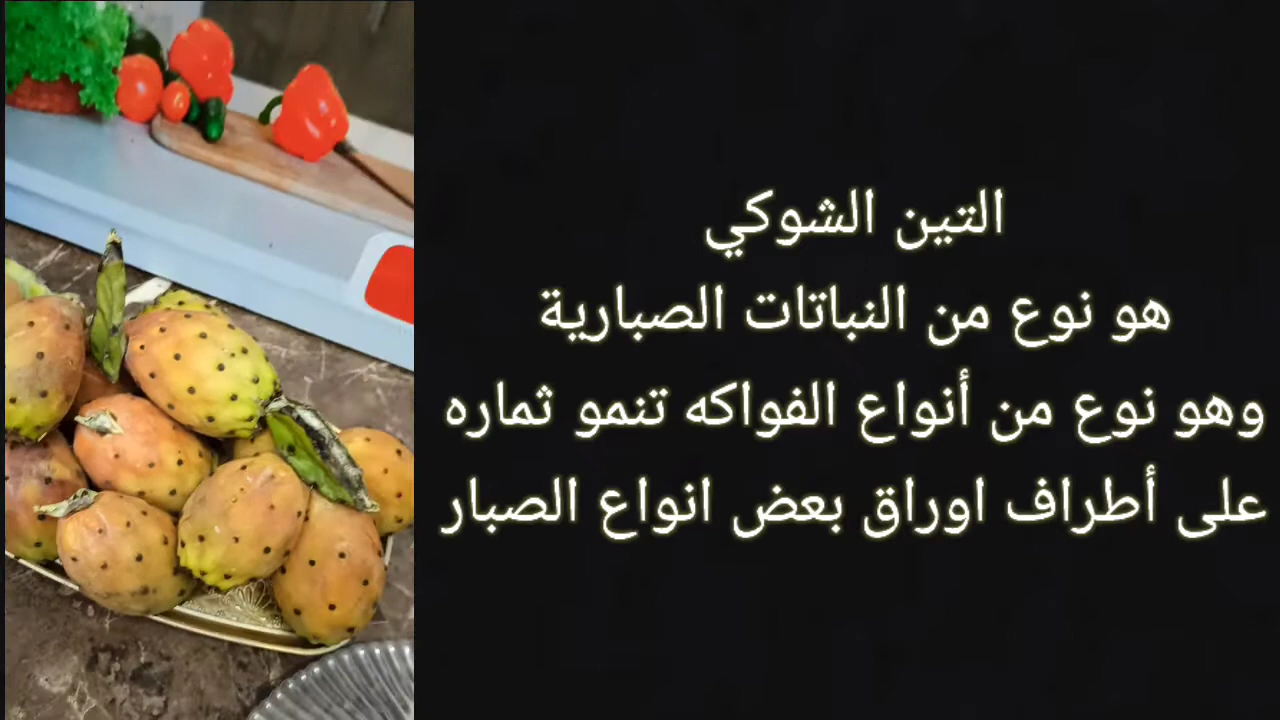 التين الشوكي
هو نوع من النباتات الصبارية
وهو نوع من أنواع الفواكه تنمو ثماره
على أطراف اوراق بعض انواع الصبار